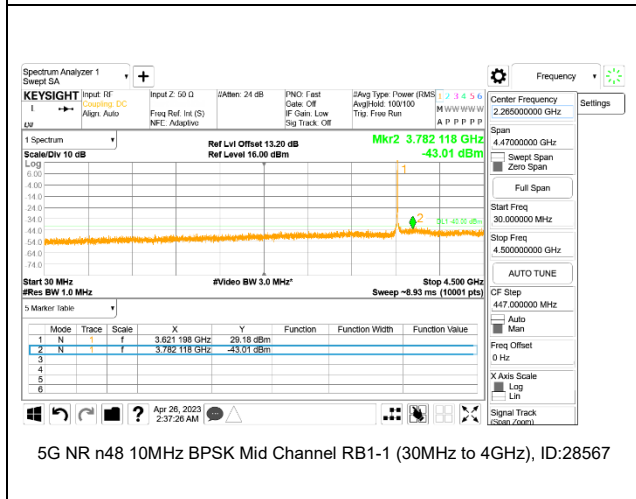 Spectrum Analyzer 1
Swept SA
+
Frequency
KEYSIGHT
Input: RF
Coupling: DC
Align: Auto
Input Z: 50 Ω
Freq Ref: Int (S)
NFE: Adaptive
#Atten: 24 dB
PNO: Fast
Gate: Off
IF Gain: Low
Sig Track: Off
#Avg Type: Power (RMS
Avg|Hold: 100/100
Trig: Free Run
1 2 3 4 5 6
M W W W W W
A P P P P P
Center Frequency
2.265000000 GHz
Settings
Span
4.47000000 GHz
Swept Span
Zero Span
Full Span
Start Freq
30.000000 MHz
Stop Freq
4.500000000 GHz
AUTO TUNE
CF Step
447.000000 MHz
Auto
Man
Freq Offset
0 Hz
X Axis Scale
Log
Lin
Signal Track
(Span Zoom)
1 Spectrum
Scale/Div 10 dB
Ref Lvl Offset 13.20 dB
Ref Level 16.00 dBm
Mkr2 3.782 118 GHz
-43.01 dBm
Log
6.00
-4.00
-14.0
-24.0
-34.0
-44.0
-54.0
-64.0
-74.0
1
2
DL1 -40.00 dBm
Start 30 MHz
#Res BW 1.0 MHz
#Video BW 3.0 MHz*
Stop 4.500 GHz
Sweep ~8.93 ms (10001 pts)
5 Marker Table
Mode Trace Scale X Y Function Function Width Function Value
1 N 1 f 3.621 198 GHz 29.18 dBm
2 N 1 f 3.782 118 GHz -43.01 dBm
3
4
5
6
?
Apr 26, 2023
2:37:26 AM
5G NR n48 10MHz BPSK Mid Channel RB1-1 (30MHz to 4GHz), ID:28567